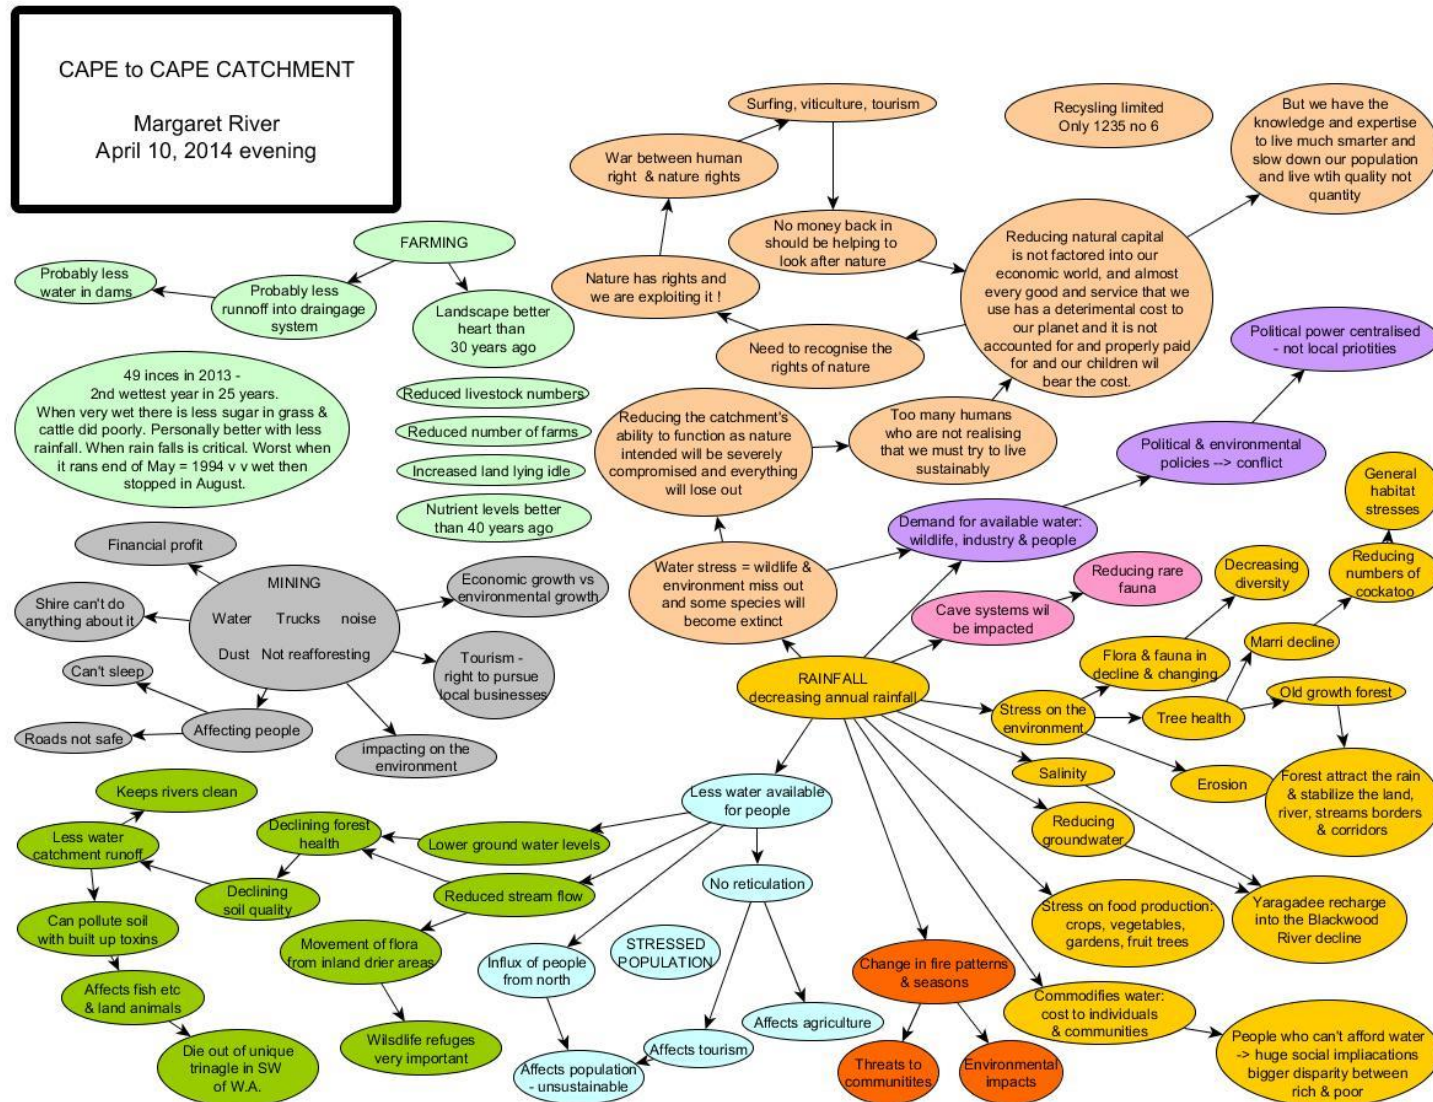 CAPE to CAPE CATCHMENT
Margaret River
April 10, 2014 evening
Surfing, viticulture, tourism
Recysling limited
Only 1235 no 6
But we have the
knowledge and expertise
to live much smarter and
slow down our population
and live wtih quality not
quantity
War between human
right & nature rights
No money back in
should be helping to
look after nature
Reducing natural capital
is not factored into our
economic world, and almost
every good and service that we
use has a deterimental cost to
our planet and it is not
accounted for and properly paid
for and our children wil
bear the cost.
Nature has rights and
we are exploiting it !
Need to recognise the
rights of nature
Too many humans
who are not realising
that we must try to live
sustainably
Reducing the catchment's
ability to function as nature
intended will be severely
compromised and everything
will lose out
Water stress = wildlife &
environment miss out
and some species will
become extinct
FARMING
Probably less
water in dams
Probably less
runnoff into draingage
system
Landscape better
heart than
30 years ago
49 inces in 2013 -
2nd wettest year in 25 years.
When very wet there is less sugar in grass &
cattle did poorly. Personally better with less
rainfall. When rain falls is critical. Worst when
it rans end of May = 1994 v v wet then
stopped in August.
Reduced livestock numbers
Reduced number of farms
Increased land lying idle
Nutrient levels better
than 40 years ago
Political power centralised
- not local priotities
Political & environmental
policies --> conflict
Demand for available water:
wildlife, industry & people
Financial profit
MINING
Water Trucks noise
Dust Not reafforesting
Economic growth vs
environmental growth
Shire can't do
anything about it
Can't sleep
Tourism -
right to pursue
local businesses
Roads not safe
Affecting people
impacting on the
environment
Reducing rare
fauna
Cave systems wil
be impacted
General
habitat
stresses
Decreasing
diversity
Reducing
numbers of
cockatoo
Marri decline
Flora & fauna in
decline & changing
RAINFALL
decreasing annual rainfall
Stress on the
environment
Tree health
Old growth forest
Salinity
Erosion
Forest attract the rain
& stabilize the land,
river, streams borders
& corridors
Reducing
groundwater
Stress on food production:
crops, vegetables,
gardens, fruit trees
Yaragadee recharge
into the Blackwood
River decline
Commodifies water:
cost to individuals
& communities
People who can't afford water
-> huge social impliacations
bigger disparity between
rich & poor
Change in fire patterns
& seasons
Threats to
communitites
Environmental
impacts
Less water available
for people
No reticulation
STRESSED
POPULATION
Influx of people
from north
Affects agriculture
Affects tourism
Affects population
- unsustainable
Keeps rivers clean
Less water
catchment runoff
Declining forest
health
Lower ground water levels
Declining
soil quality
Reduced stream flow
Can pollute soil
with built up toxins
Movement of flora
from inland drier areas
Affects fish etc
& land animals
Wilsdlife refuges
very important
Die out of unique
trinagle in SW
of W.A.